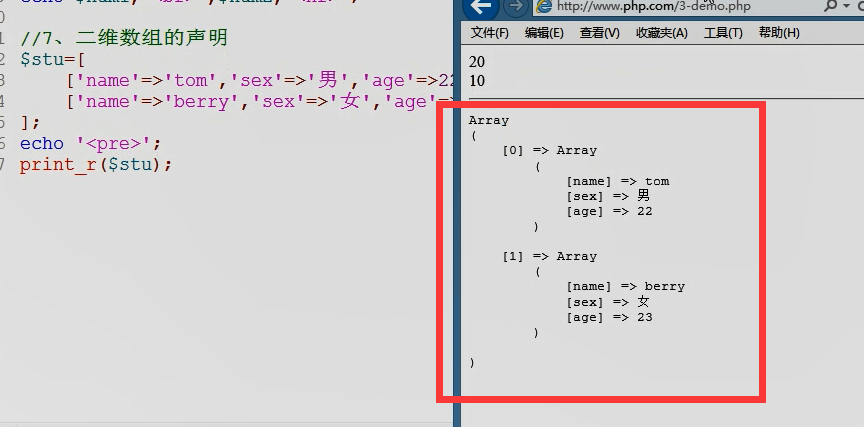 //7、二维数组的声明
$stu=[
['name'=>'tom','sex'=>'男','age'=>22
['name'=>'berry','sex'=>'女','age'=>
];
echo '<pre>';
print_r($stu);
http://www.php.com/3-demo.php
文件(F) 编辑(E) 查看(V) 收藏夹(A) 工具(T) 帮助(H)
20
10
Array
(
[0] => Array
(
[name] => tom
[sex] => 男
[age] => 22
)
[1] => Array
(
[name] => berry
[sex] => 女
[age] => 23
)
)